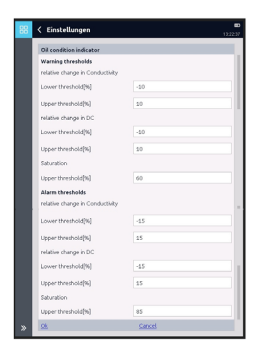 Einstellungen
13:22:37
Oil condition indicator
Warning thresholds
relative change in Conductivity
Lower threshold[%] -10
Upper threshold[%] 10
relative change in DC
Lower threshold[%] -10
Upper threshold[%] 10
Saturation
Upper threshold[%] 60
Alarm thresholds
relative change in Conductivity
Lower threshold[%] -15
Upper threshold[%] 15
relative change in DC
Lower threshold[%] -15
Upper threshold[%] 15
Saturation
Upper threshold[%] 85
Ok Cancel